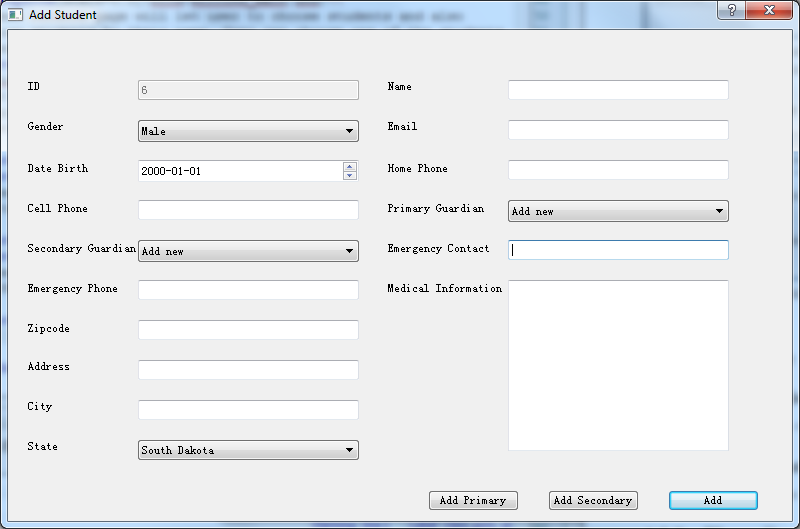 Add Student
ID 6 Name
Gender Male Email
Date Birth 2000-01-01 Home Phone
Cell Phone Primary Guardian Add new
Secondary Guardian Add new Emergency Contact
Emergency Phone Medical Information
Zipcode
Address
City
State South Dakota
Add Primary Add Secondary Add